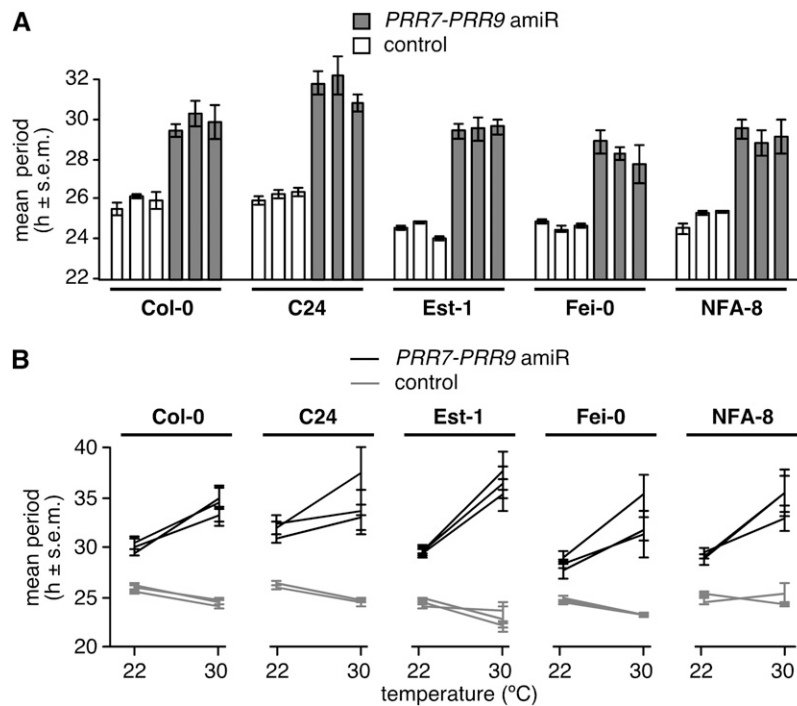 A
PRR7-PRR9 amiR
control
mean period
(h ± s.e.m.)
32
30
28
26
24
22
Col-0 C24 Est-1 Fei-0 NFA-8
B
PRR7-PRR9 amiR
control
Col-0 C24 Est-1 Fei-0 NFA-8
mean period
(h ± s.e.m.)
40
35
30
25
20
22 30 22 30 22 30 22 30 22 30
temperature (ºC)